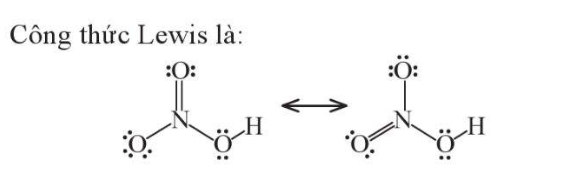 Công thức Lewis là:
O O
N H N H
O O O O